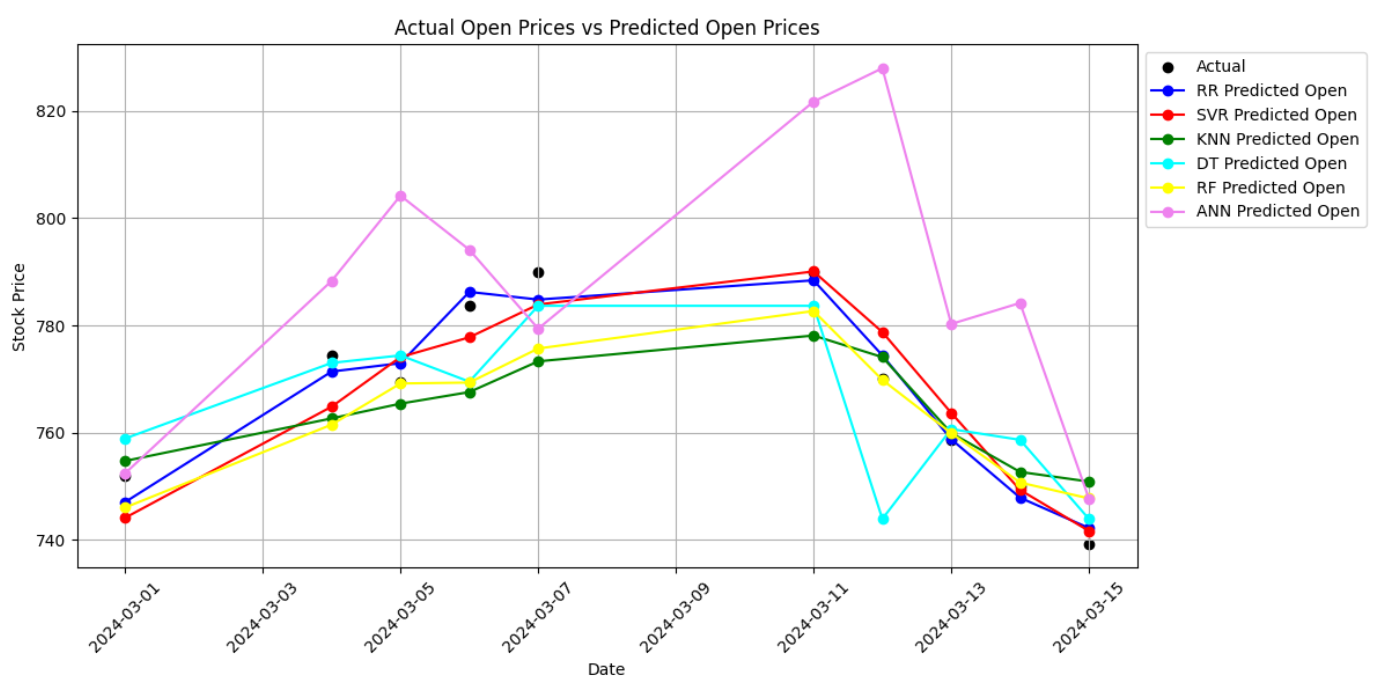 Actual Open Prices vs Predicted Open Prices
Stock Price
820
800
780
760
740
2024-03-01
2024-03-03
2024-03-05
2024-03-07
2024-03-09
2024-03-11
2024-03-13
2024-03-15
Date
Actual
RR Predicted Open
SVR Predicted Open
KNN Predicted Open
DT Predicted Open
RF Predicted Open
ANN Predicted Open